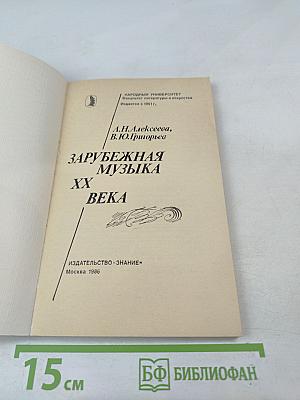 НАРОДНЫЙ УНИВЕРСИТЕТ
Факультет литературы и искусства
Издается с 1961 г.
Л.Н.Алексеева,
В.Ю.Григорьев
ЗАРУБЕЖНАЯ
МУЗЫКА
XX
ВЕКА
ИЗДАТЕЛЬСТВО «ЗНАНИЕ»
Москва 1986
15 см
БФ БИБЛИОФАН